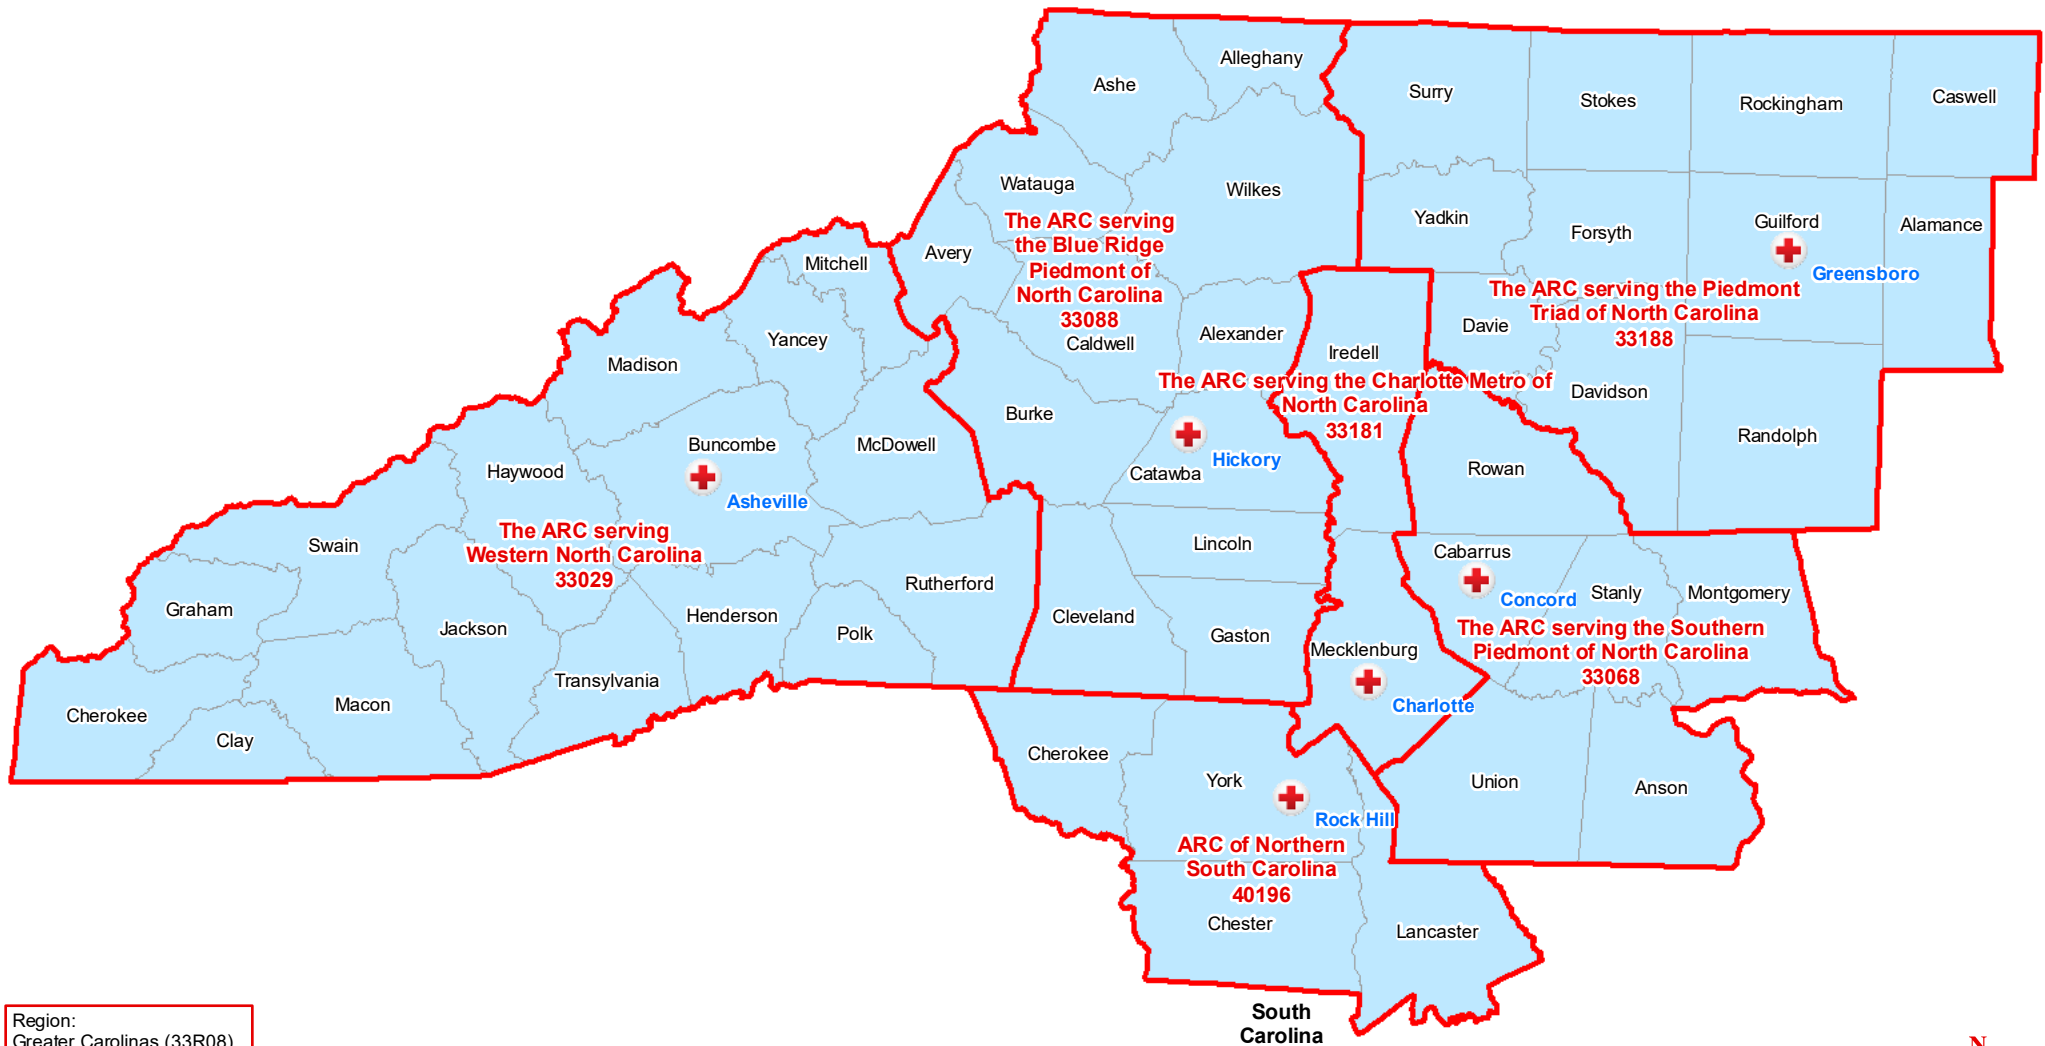 Alleghany
Ashe
Surry
Stokes
Rockingham
Caswell
Watauga
Wilkes
Yadkin
Forsyth
Guilford
Alamance
Greensboro
The ARC serving
the Blue Ridge
Piedmont of
North Carolina
33088
Avery
Mitchell
Caldwell
Alexander
The ARC serving the Piedmont
Triad of North Carolina
33188
Davie
Iredell
Yancey
Madison
The ARC serving the Charlotte Metro of
North Carolina
33181
Davidson
Randolph
Burke
Buncombe
McDowell
Haywood
Asheville
Hickory
Catawba
Rowan
The ARC serving
Western North Carolina
33029
Swain
Lincoln
Cabarrus
Rutherford
Graham
Concord
Stanly
Montgomery
Henderson
Cleveland
Jackson
Polk
Gaston
The ARC serving the Southern
Piedmont of North Carolina
33068
Mecklenburg
Transylvania
Macon
Charlotte
Cherokee
Clay
Cherokee
York
Union
Anson
Rock Hill
ARC of Northern
South Carolina
40196
Chester
Lancaster
South
Carolina
Region:
Greater Carolinas (33R08)
N